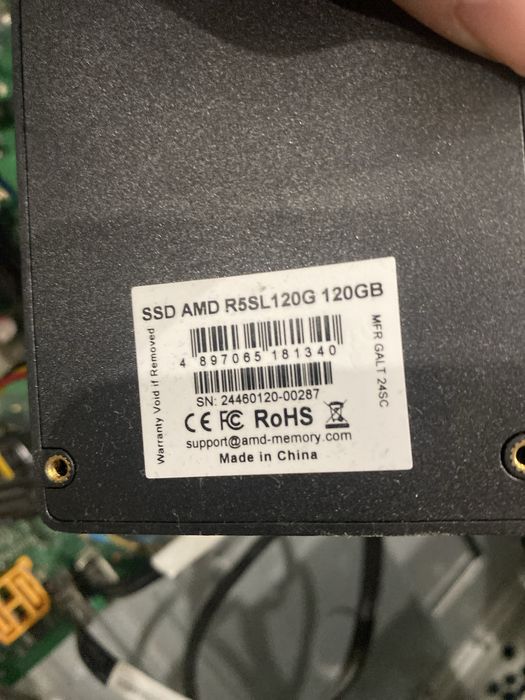 SSD AMD R5SL120G 120GB
Warranty Void if Removed
4 897065 181340
MFR GALT 24SC
SN: 24460120-00287
CE FC RoHS
support@amd-memory.com
Made in China